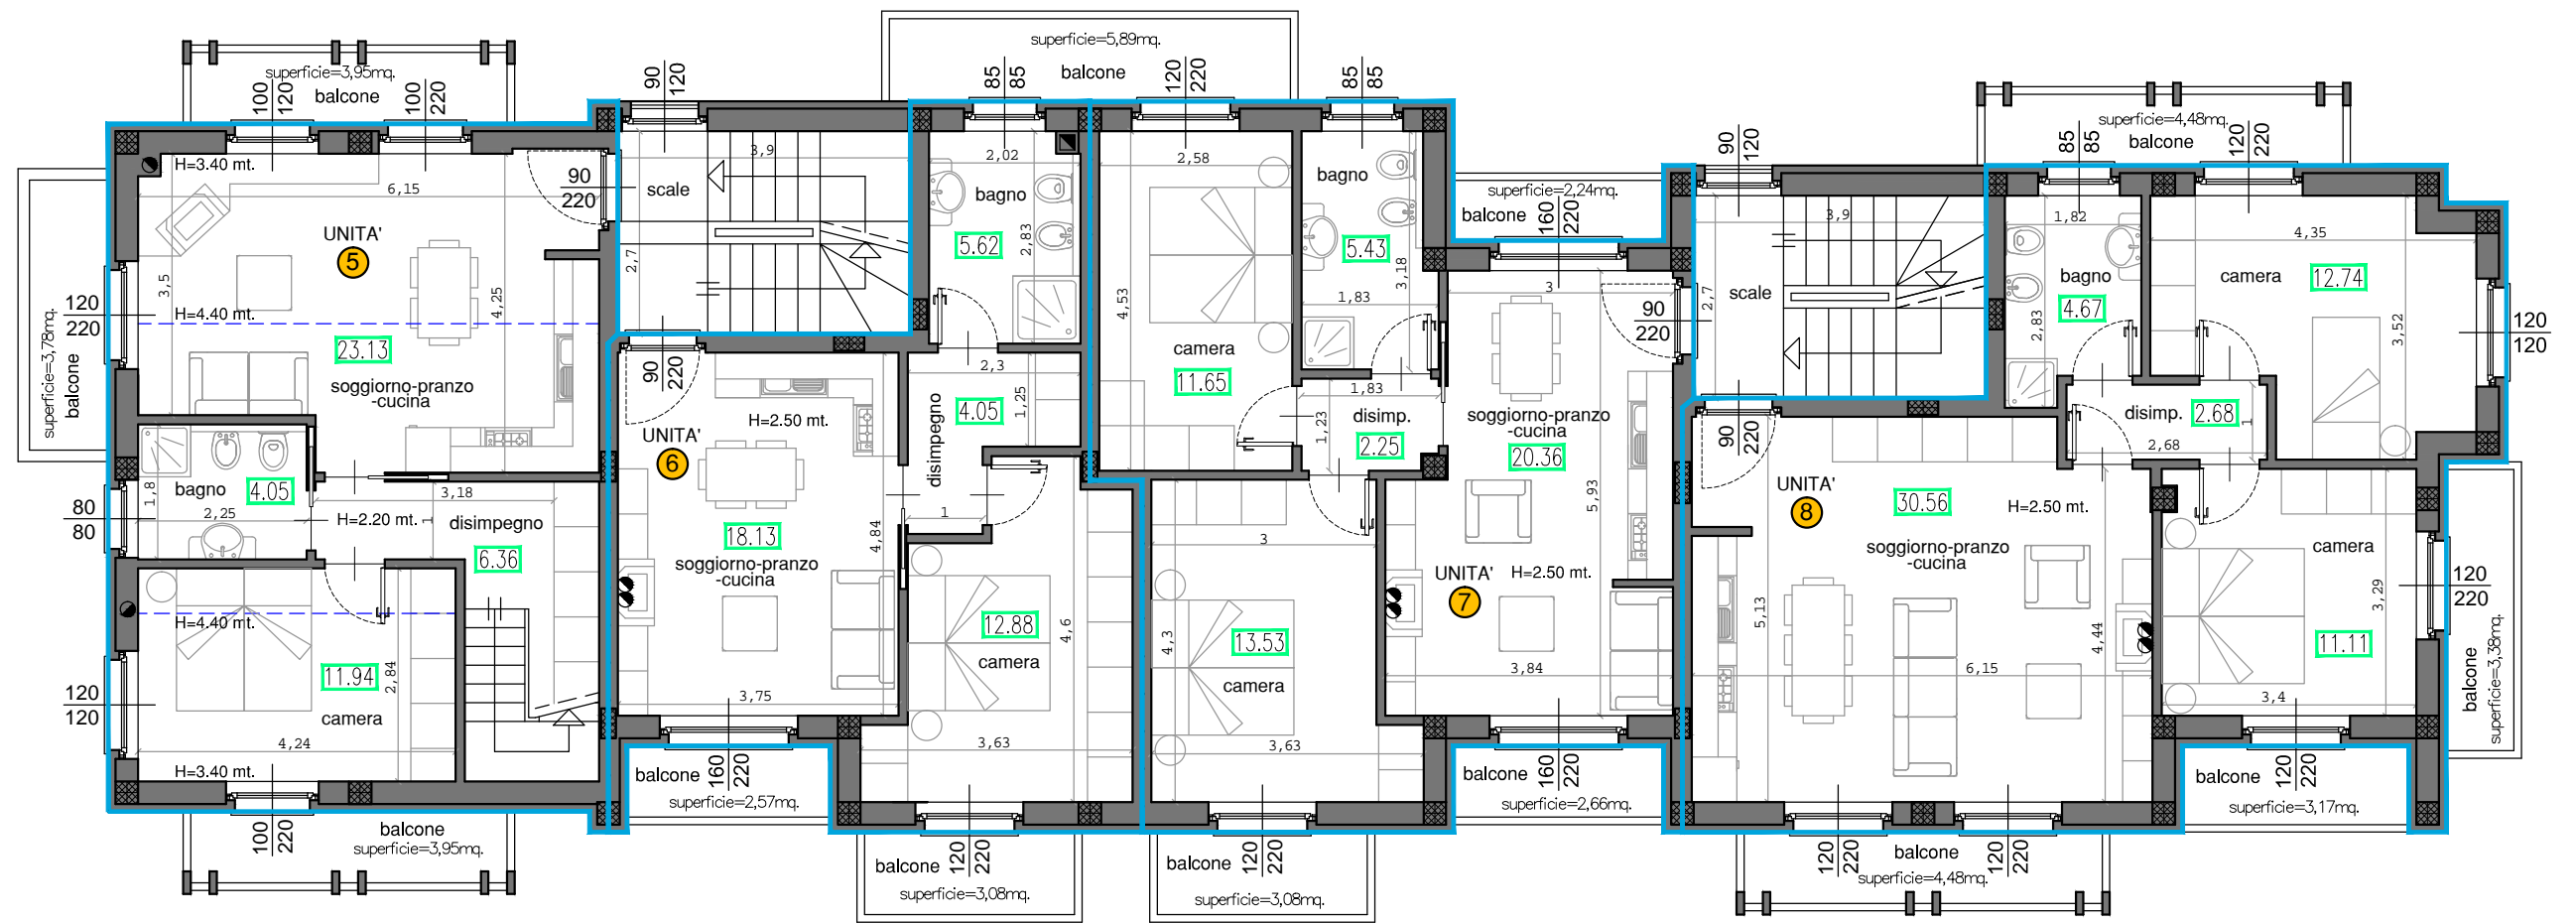 superficie=3,95mq.
balcone
100
120
100
220
superficie=3,78mq.
balcone
120
220
80
80
120
120
H=3.40 mt.
6,15
UNITA'
5
90
220
3,5
4,25
H=4.40 mt.
23.13
soggiorno-pranzo
-cucina
bagno
4.05
1,8
2,25
H=2.20 mt.
1
3,18
disimpegno
6.36
H=4.40 mt.
11.94
2,84
camera
4,24
H=3.40 mt.
100
220
balcone
superficie=3,95mq.
90
120
scale
3,9
2,7
superficie=5,89mq.
balcone
85
85
2,02
bagno
2,83
5.62
90
220
2,3
disimpegno
4.05
1,25
H=2.50 mt.
UNITA'
6
18.13
4,84
soggiorno-pranzo
-cucina
1
12.88
4,6
camera
3,75
3,63
balcone
160
220
superficie=2,57mq.
balcone
120
220
superficie=3,08mq.
120
220
85
85
2,58
4,53
camera
11.65
bagno
5.43
3,18
1,83
1,83
1,23
disimp.
2.25
3
13.53
4,3
camera
3,63
balcone
120
220
superficie=3,08mq.
superficie=2,24mq.
balcone
160
220
3
90
220
soggiorno-pranzo
-cucina
20.36
5,93
UNITA'
7
H=2.50 mt.
3,84
balcone
160
220
superficie=2,66mq.
90
120
scale
3,9
2,7
superficie=4,48mq.
balcone
85
85
120
220
1,82
bagno
4.67
2,83
4,35
camera
12.74
3,52
120
120
disimp.
2.68
1
2,68
90
220
UNITA'
8
30.56
H=2.50 mt.
soggiorno-pranzo
-cucina
5,13
4,44
6,15
camera
3,29
11.11
3,4
120
220
balcone
superficie=3,38mq.
120
220
120
220
balcone
superficie=4,48mq.
balcone
120
220
superficie=3,17mq.